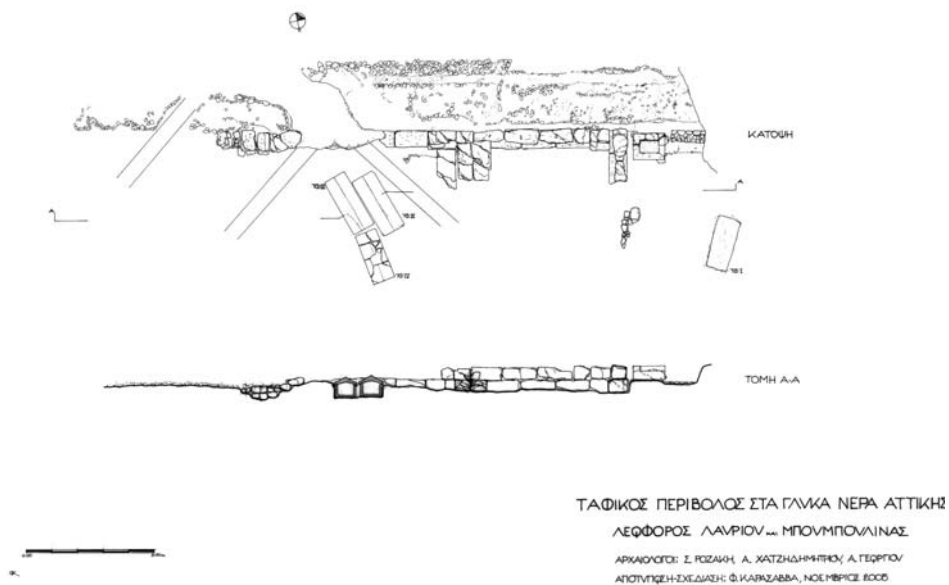 ΚΑΤΟΨΗ
Α
Α
ΤΟΜΗ Α-Α
ΤΑΦΙΚΟΣ ΠΕΡΙΒΟΛΟΣ ΣΤΑ ΓΛΥΚΑ ΝΕΡΑ ΑΤΤΙΚΗΣ
ΛΕΩΦΟΡΟΣ ΛΑΥΡΙΟΥ και ΜΠΟΥΜΠΟΥΛΙΝΑΣ
ΑΡΧΑΙΟΛΟΓΟΙ: Σ. ΡΟΖΑΚΗ, Α. ΧΑΤΖΗΔΗΜΗΤΡΙΟΥ, Α. ΓΕΩΡΓΙΟΥ
ΑΠΟΤΥΠΩΣΗ-ΣΧΕΔΙΑΣΗ: Φ. ΚΑΡΑΣΑΒΒΑ, ΝΟΕΜΒΡΙΟΣ 2005